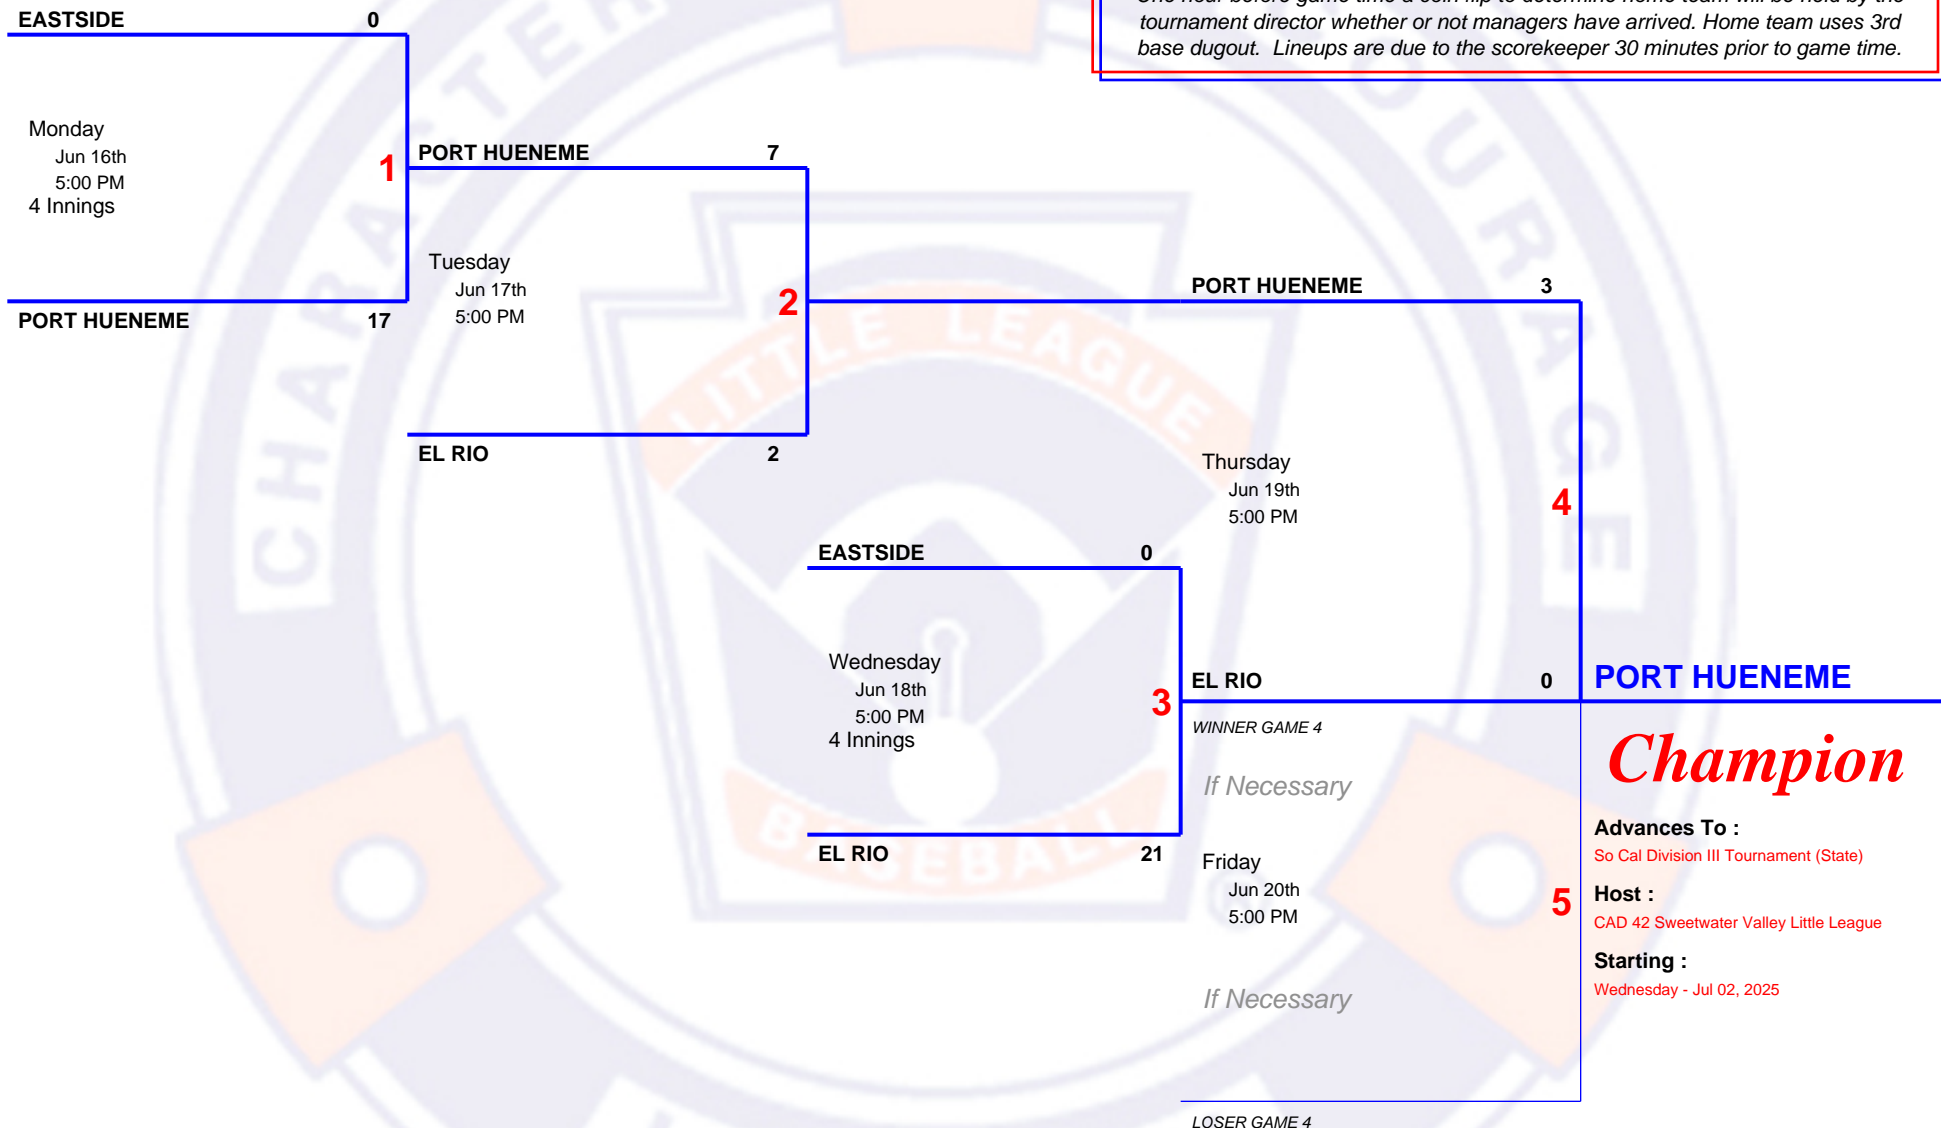 One hour before game time a coin flip to determine home team will be held by the
tournament director whether or not managers have arrived. Home team uses 3rd
base dugout. Lineups are due to the scorekeeper 30 minutes prior to game time.
EASTSIDE 0
Monday
Jun 16th
5:00 PM
4 Innings
1
PORT HUENEME 17
PORT HUENEME 7
Tuesday
Jun 17th
5:00 PM
2
EL RIO 2
PORT HUENEME 3
Thursday
Jun 19th
5:00 PM
4
EASTSIDE 0
Wednesday
Jun 18th
5:00 PM
4 Innings
3
EL RIO 21
EL RIO 0
WINNER GAME 4
If Necessary
Friday
Jun 20th
5:00 PM
5
If Necessary
LOSER GAME 4
PORT HUENEME
Champion
Advances To :
So Cal Division III Tournament (State)
Host :
CAD 42 Sweetwater Valley Little League
Starting :
Wednesday - Jul 02, 2025
CHARACTER
COURAGE
LITTLE LEAGUE
BASEBALL
®